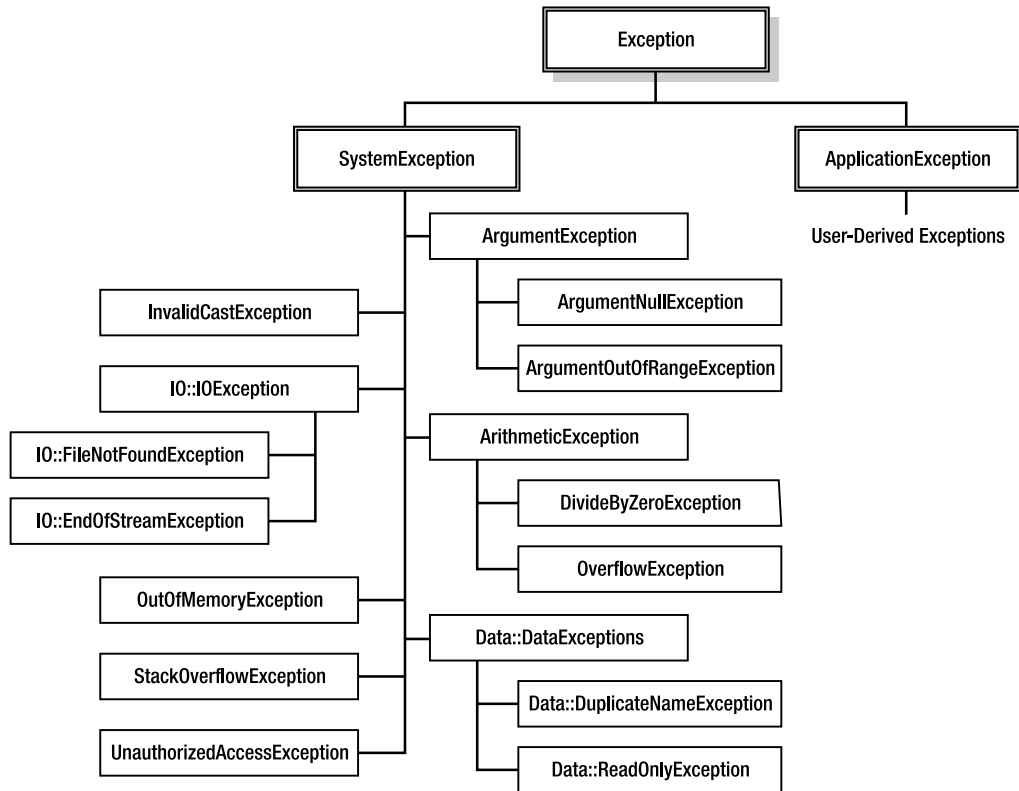 Exception
SystemException
ApplicationException
User-Derived Exceptions
ArgumentException
ArgumentNullException
ArgumentOutOfRangeException
InvalidCastException
IO::IOException
IO::FileNotFoundException
IO::EndOfStreamException
ArithmeticException
DivideByZeroException
OverflowException
OutOfMemoryException
StackOverflowException
UnauthorizedAccessException
Data::DataExceptions
Data::DuplicateNameException
Data::ReadOnlyException